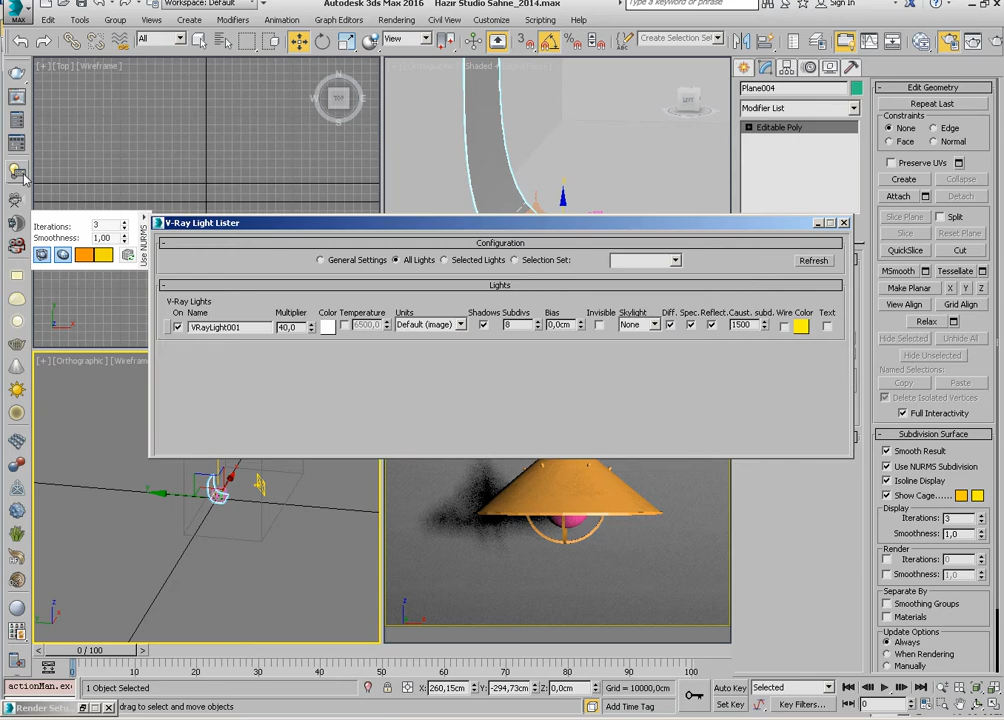 Autodesk 3ds Max 2016   Hazir Studio Sahne_2014.max
Workspace: Default
Sign In
MAX
Edit Tools Group Views Create Modifiers Animation Graph Editors Rendering Civil View Customize Scripting Help
All
View
Create Selection Se
[+] [Top] [Wireframe]
TOP
N
W
E
S
LEFT
Plane004
Modifier List
Editable Poly
Edit Geometry
Repeat Last
Constraints
None Edge
Face Normal
Preserve UVs
Create Collapse
Attach
Slice Plane Split
Slice Reset Plane
QuickSlice Cut
MSmooth Tessellate
Make Planar X Y Z
View Align Grid Align
Relax
Hide Selected Unhide All
Hide Unselected
Named Selections:
Copy Paste
Delete Isolated Vertices
Full Interactivity
Subdivision Surface
Smooth Result
Use NURMS Subdivision
Isoline Display
Show Cage......
Display
Iterations: 3
Smoothness: 1,0
Render
Iterations: 0
Smoothness: 1,0
Separate By
Smoothing Groups
Materials
Update Options
Always
When Rendering
Manually
Iterations: 3
Smoothness: 1,00
Use NURMS
V-Ray Light Lister
Configuration
General Settings All Lights Selected Lights Selection Set: Refresh
Lights
V-Ray Lights
On Name Multiplier Color Temperature Units Shadows Subdivs Bias Invisible Skylight Diff. Spec. Reflect. Caust. subd. Wire Color Text
VRayLight001 40,0 6500,0 Default (image) 8 0,0cm None 1500
[+] [Orthographic] [Wirefram
0 / 100
0 10 20 30 40 50 60 70 80 90 100
actionMan.ex
1 Object Selected
X: 260,15cm Y: -294,73cm Z: 0,0cm Grid = 10000,0cm
Auto Key Selected
Render Setu
drag to select and move objects
Add Time Tag
Set Key Key Filters... 0